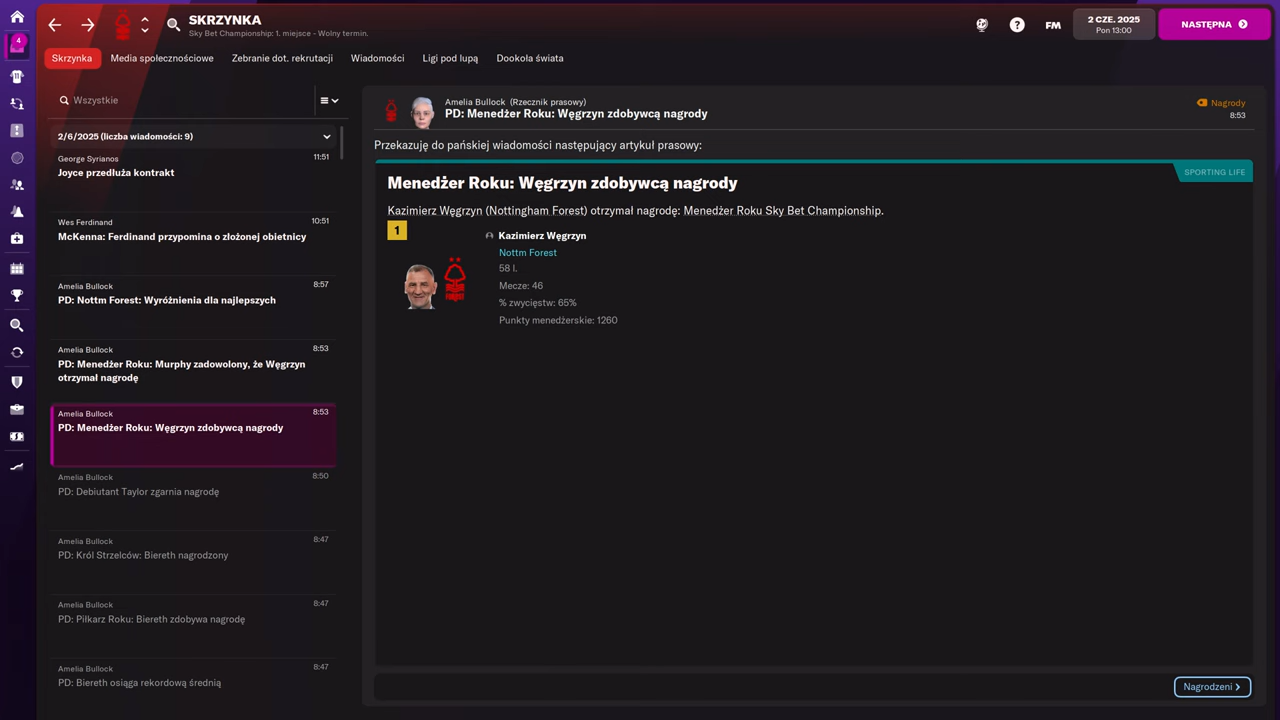 SKRZYNKA
Sky Bet Championship: 1. miejsce - Wolny termin.
FM
2 CZE. 2025
Pon 13:00
NASTĘPNA
4
Skrzynka
Media społecznościowe
Zebranie dot. rekrutacji
Wiadomości
Ligi pod lupą
Dookoła świata
Wszystkie
2/6/2025 (liczba wiadomości: 9)
George Syrianos 11:51
Joyce przedłuża kontrakt
Wes Ferdinand 10:51
McKenna: Ferdinand przypomina o złożonej obietnicy
Amelia Bullock 8:57
PD: Nottm Forest: Wyróżnienia dla najlepszych
Amelia Bullock 8:53
PD: Menedżer Roku: Murphy zadowolony, że Węgrzyn
otrzymał nagrodę
Amelia Bullock 8:53
PD: Menedżer Roku: Węgrzyn zdobywcą nagrody
Amelia Bullock 8:50
PD: Debiutant Taylor zgarnia nagrodę
Amelia Bullock 8:47
PD: Król Strzelców: Biereth nagrodzony
Amelia Bullock 8:47
PD: Piłkarz Roku: Biereth zdobywa nagrodę
Amelia Bullock 8:47
PD: Biereth osiąga rekordową średnią
Amelia Bullock (Rzecznik prasowy)
PD: Menedżer Roku: Węgrzyn zdobywcą nagrody
Nagrody
8:53
Przekazuję do pańskiej wiadomości następujący artykuł prasowy:
SPORTING LIFE
Menedżer Roku: Węgrzyn zdobywcą nagrody
Kazimierz Węgrzyn (Nottingham Forest) otrzymał nagrodę: Menedżer Roku Sky Bet Championship.
1
Kazimierz Węgrzyn
Nottm Forest
58 l.
Mecze: 46
% zwycięstw: 65%
Punkty menedżerskie: 1260
FOREST
Nagrodzeni